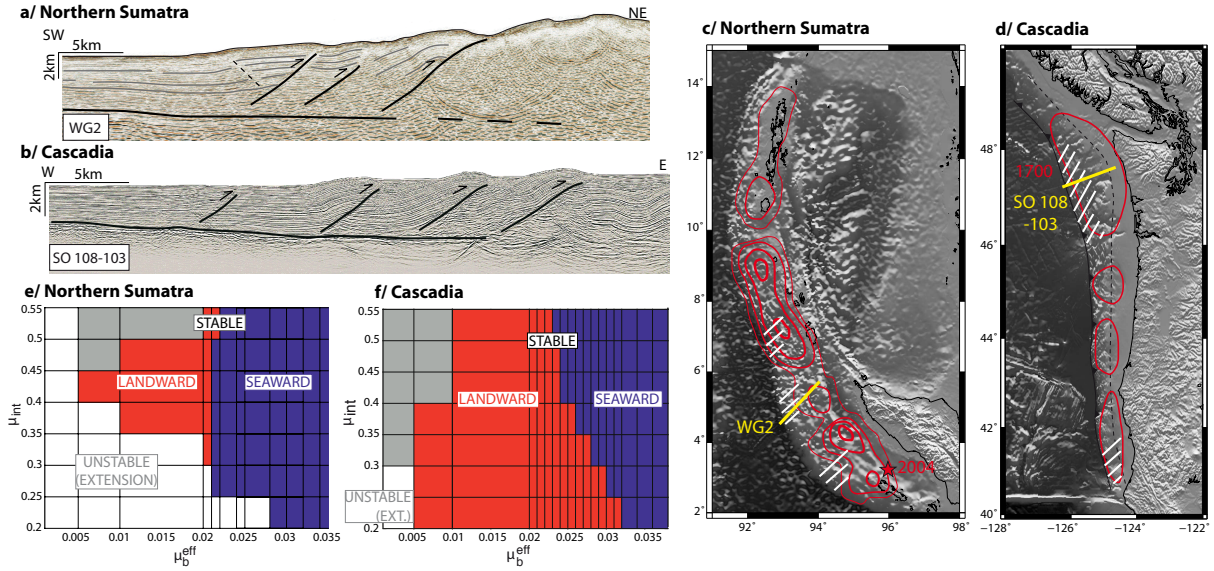 a/ Northern Sumatra
SW
NE
5km
2km
WG2
b/ Cascadia
W
E
5km
2km
SO 108-103
c/ Northern Sumatra
14°
12°
10°
8°
6°
4°
2°
92°
94°
96°
98°
WG2
2004
d/ Cascadia
48°
46°
44°
42°
40°
−128°
−126°
−124°
−122°
1700
SO 108
-103
e/ Northern Sumatra
0.55
0.5
0.45
0.4
0.35
0.3
0.25
0.2
μint
STABLE
LANDWARD
SEAWARD
UNSTABLE
(EXTENSION)
0.005
0.01
0.015
0.02
0.025
0.03
0.035
μb eff
f/ Cascadia
0.55
0.5
0.45
0.4
0.35
0.3
0.25
0.2
μint
STABLE
LANDWARD
SEAWARD
UNSTABLE
(EXT.)
0.005
0.01
0.015
0.02
0.025
0.03
0.035
μb eff